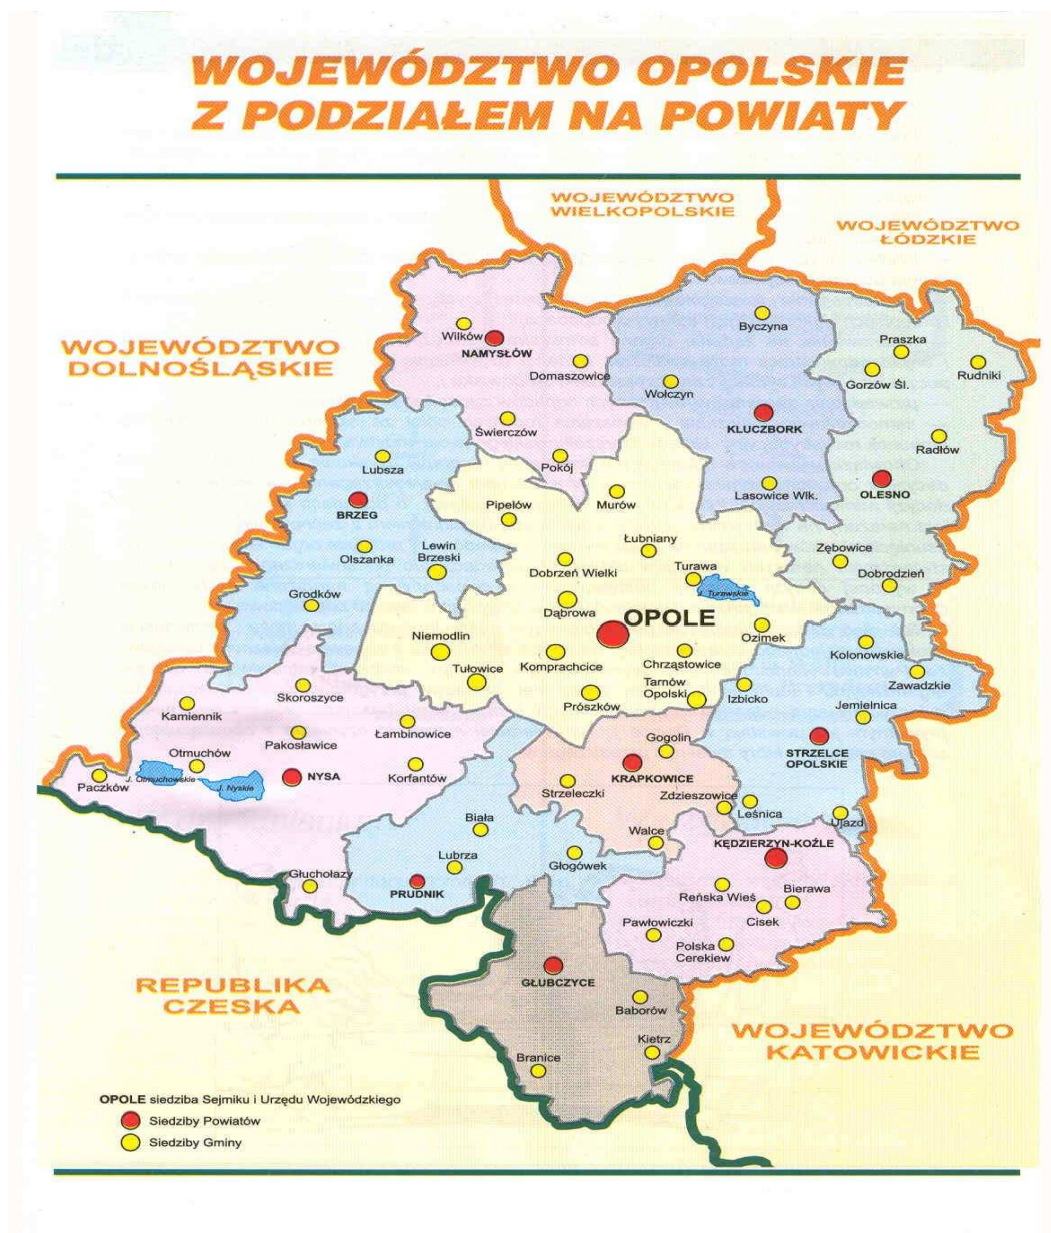 WOJEWÓDZTWO OPOLSKIE
Z PODZIAŁEM NA POWIATY
WOJEWÓDZTWO
WIELKOPOLSKIE
WOJEWÓDZTWO
ŁÓDZKIE
WOJEWÓDZTWO
DOLNOŚLĄSKIE
Wilków
NAMYSŁÓW
Domaszowice
Świerczów
Pokój
Byczyna
Wołczyn
KLUCZBORK
Lasowice Wlk.
Praszka
Gorzów Śl.
Rudniki
Radłów
OLESNO
Zębowice
Dobrodzień
Lubsza
BRZEG
Olszanka
Lewin
Brzeski
Grodków
Pipelów
Murów
Łubniany
Dobrzeń Wielki
Turawa
J. Turawskie
Dąbrowa
OPOLE
Ozimek
Niemodlin
Tułowice
Komprachcice
Chrząstowice
Tarnów
Opolski
Prószków
Kolonowskie
Zawadzkie
Izbicko
Jemielnica
STRZELCE
OPOLSKIE
Leśnica
Ujazd
Skoroszyce
Kamiennik
Pakosławice
Łambinowice
Otmuchów
J. Otmuchowskie
J. Nyskie
NYSA
Korfantów
Paczków
Głuchołazy
Gogolin
KRAPKOWICE
Strzeleczki
Zdzieszowice
Walce
Biała
Lubrza
PRUDNIK
Głogówek
KĘDZIERZYN-KOŹLE
Reńska Wieś
Bierawa
Cisek
Pawłowiczki
Polska
Cerekiew
GŁUBCZYCE
Baborów
Kietrz
Branice
REPUBLIKA
CZESKA
WOJEWÓDZTWO
KATOWICKIE
OPOLE siedziba Sejmiku i Urzędu Wojewódzkiego
Siedziby Powiatów
Siedziby Gminy